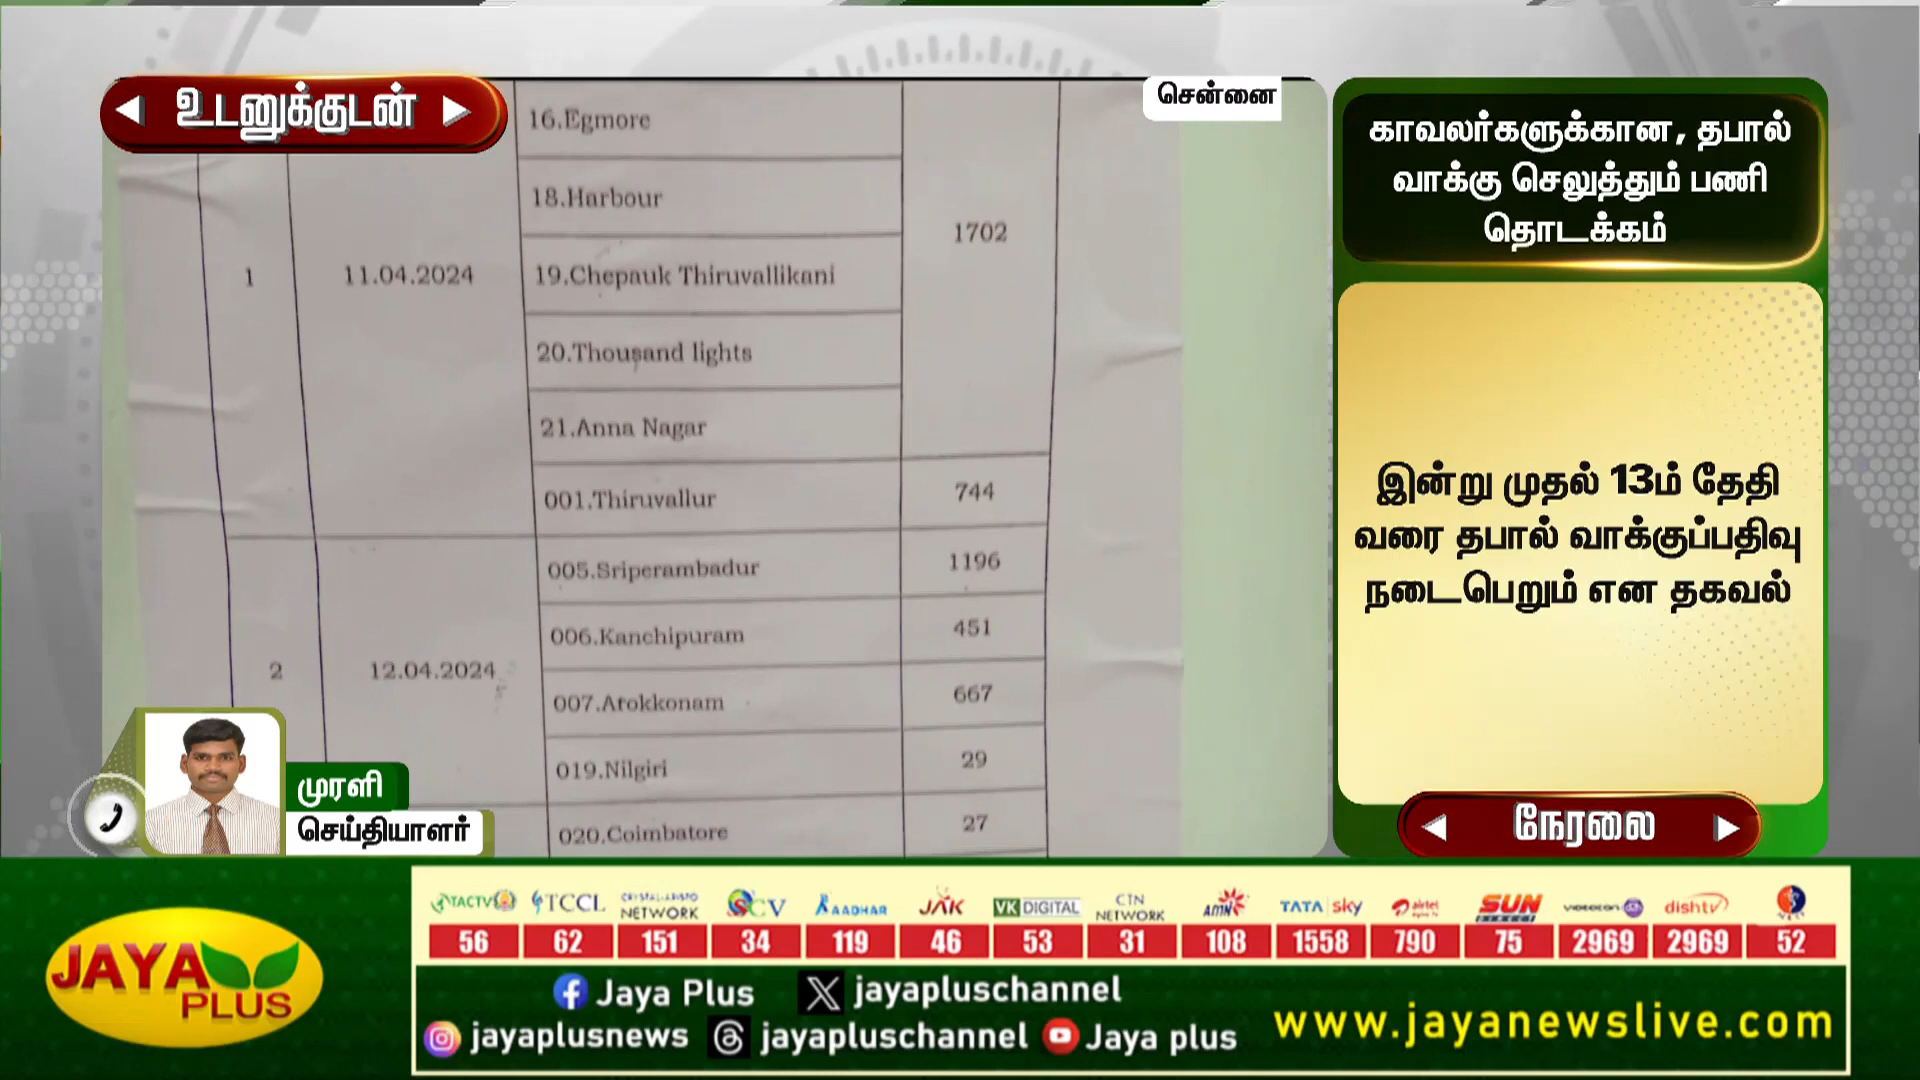 உடனுக்குடன்
சென்னை
16.Egmore
18.Harbour
1702
19.Chepauk Thiruvallikani
1
11.04.2024
20.Thousand lights
21.Anna Nagar
001.Thiruvallur
744
005.Sriperambadur
1196
006.Kanchipuram
451
2
12.04.2024
007.Arokkonam
667
019.Nilgiri
29
020.Coimbatore
27
காவலர்களுக்கான, தபால்
வாக்கு செலுத்தும் பணி
தொடக்கம்
இன்று முதல் 13ம் தேதி
வரை தபால் வாக்குப்பதிவு
நடைபெறும் என தகவல்
நேரலை
முரளி
செய்தியாளர்
JAYA
PLUS
TACTV
56
TCCL
62
NETWORK
151
SCV
34
AADHAR
119
JAK
46
VK DIGITAL
53
CTN
NETWORK
31
AMN
108
TATA sky
1558
airtel
790
SUN
DIRECT
75
videocon
2969
dishtv
2969
52
Jaya Plus
jayapluschannel
jayaplusnews
jayapluschannel
Jaya plus
www.jayanewslive.com